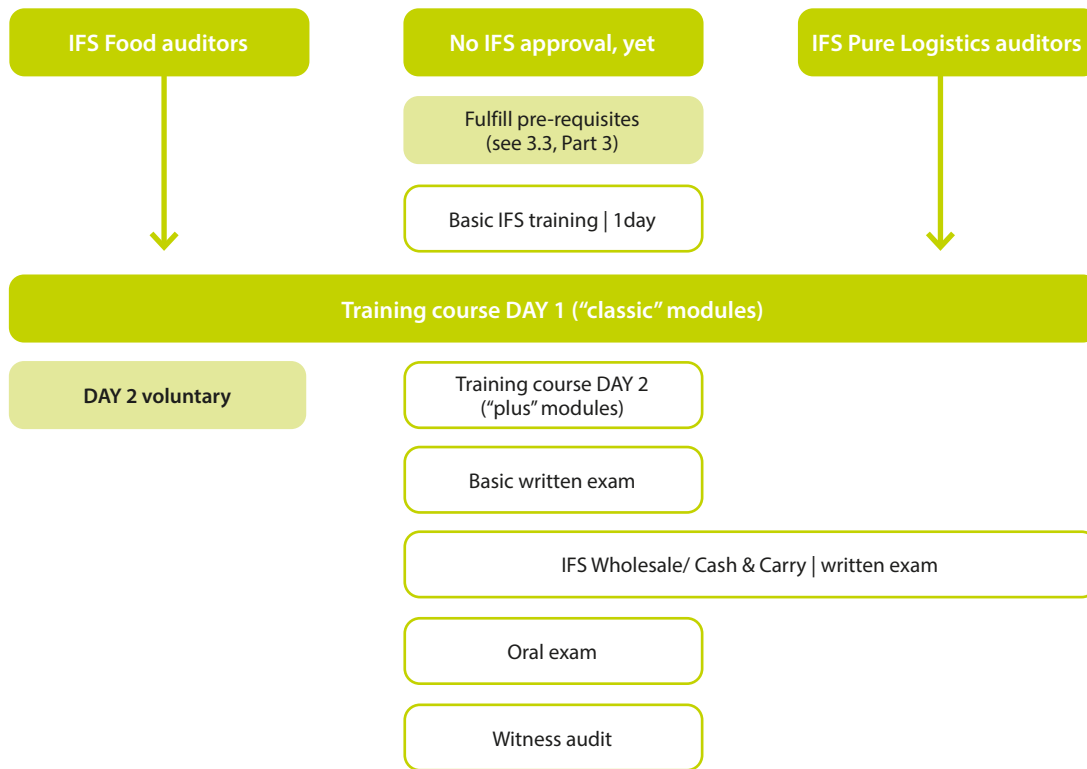 IFS Food auditors
No IFS approval, yet
IFS Pure Logistics auditors
Fulfill pre-requisites
(see 3.3, Part 3)
Basic IFS training | 1day
Training course DAY 1 (“classic” modules)
DAY 2 voluntary
Training course DAY 2
(“plus” modules)
Basic written exam
IFS Wholesale/ Cash & Carry | written exam
Oral exam
Witness audit